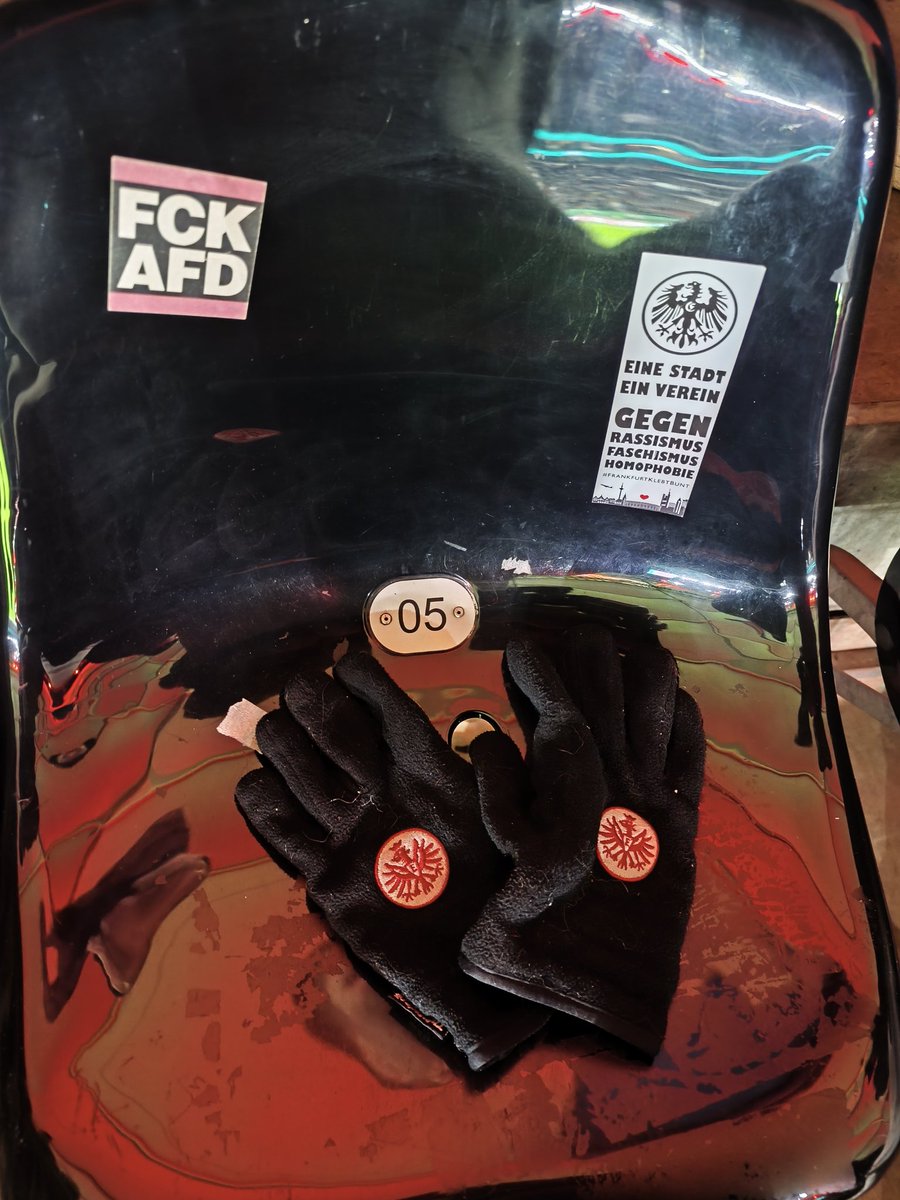 FCK
AFD
EINE STADT
EIN VEREIN
GEGEN
RASSISMUS
FASCHISMUS
HOMOPHOBIE
#FRANKFURTKLEBTBUNT
05